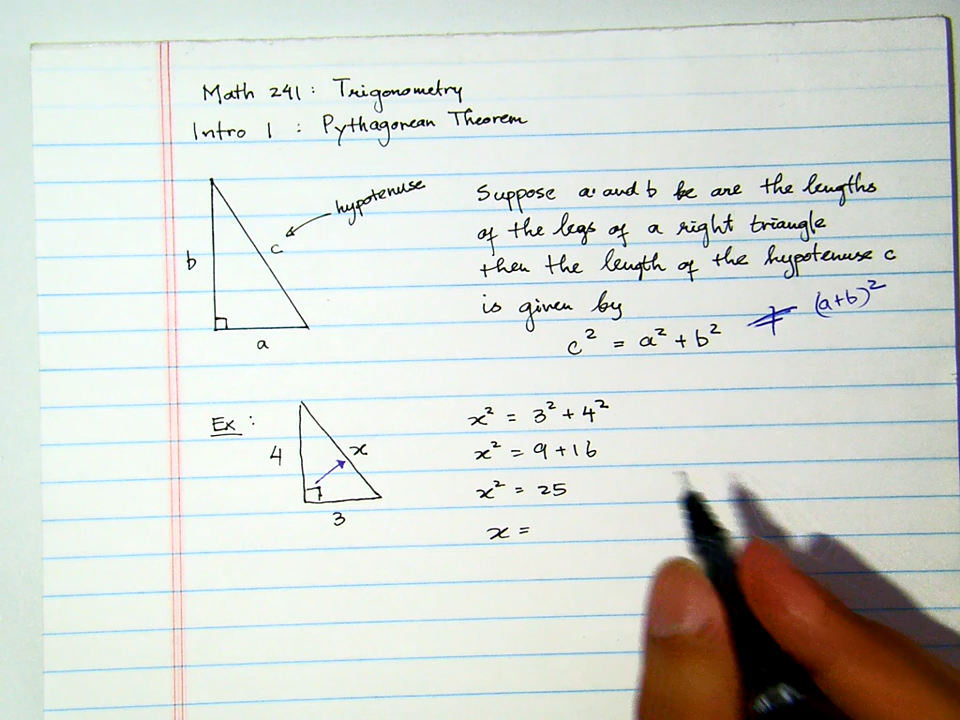 Math 241 : Trigonometry
Intro 1 : Pythagorean Theorem
hypotenuse
b
c
a
Suppose a and b are the lengths
of the legs of a right triangle
then the length of the hypotenuse c
is given by
c² = a² + b² ≠ (a+b)²
Ex :
4
x
3
x² = 3² + 4²
x² = 9 + 16
x² = 25
x =